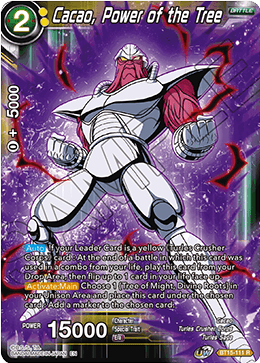 Cacao, Power of the Tree
BATTLE
2
0 + 5000
Auto If your Leader Card is a yellow 《Turles Crusher
Corps》 card: At the end of a battle in which this card was
used in a combo from your life, play this card from your
Drop Area, then flip up to 1 card in your life face up.
Activate:Main Choose 1 {Tree of Might, Divine Roots} in
your Unison Area and place this card under the chosen
card. Add a marker to the chosen card.
POWER 15000
Character
Special Trait
Era
Cacao
Turles Crusher Corps
Turles Saga
BT15-111 R